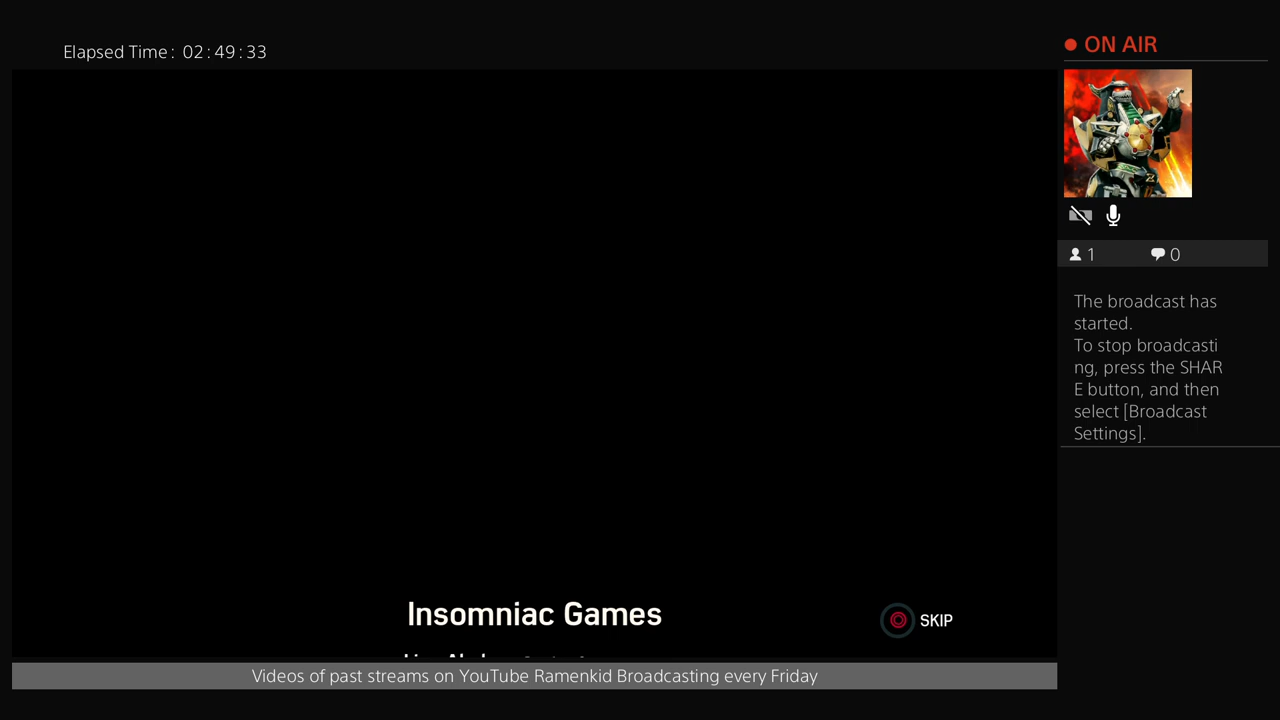 Elapsed Time: 02:49:33
ON AIR
1 0
The broadcast has
started.
To stop broadcasti
ng, press the SHAR
E button, and then
select [Broadcast
Settings].
Insomniac Games
SKIP
Videos of past streams on YouTube Ramenkid Broadcasting every Friday